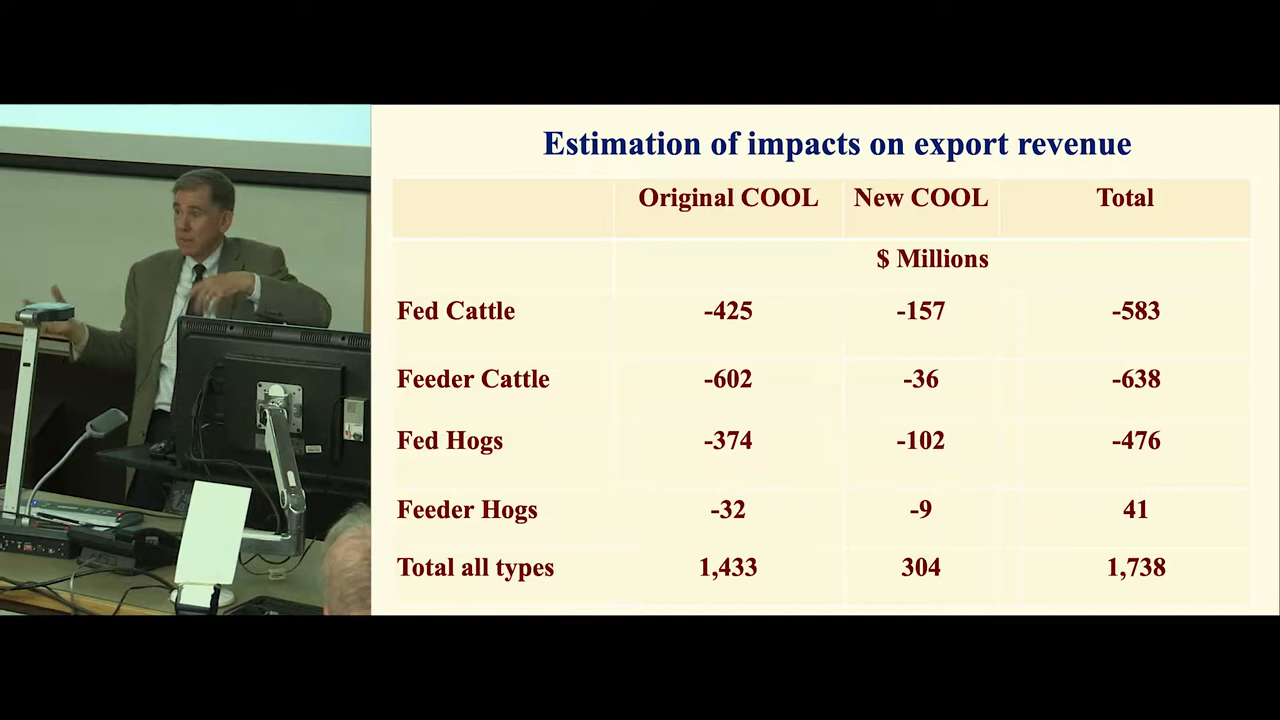 Estimation of impacts on export revenue
Original COOL New COOL Total
$ Millions
Fed Cattle -425 -157 -583
Feeder Cattle -602 -36 -638
Fed Hogs -374 -102 -476
Feeder Hogs -32 -9 41
Total all types 1,433 304 1,738